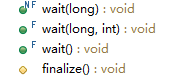 N F wait(long) : void
F wait(long, int) : void
F wait() : void
finalize() : void